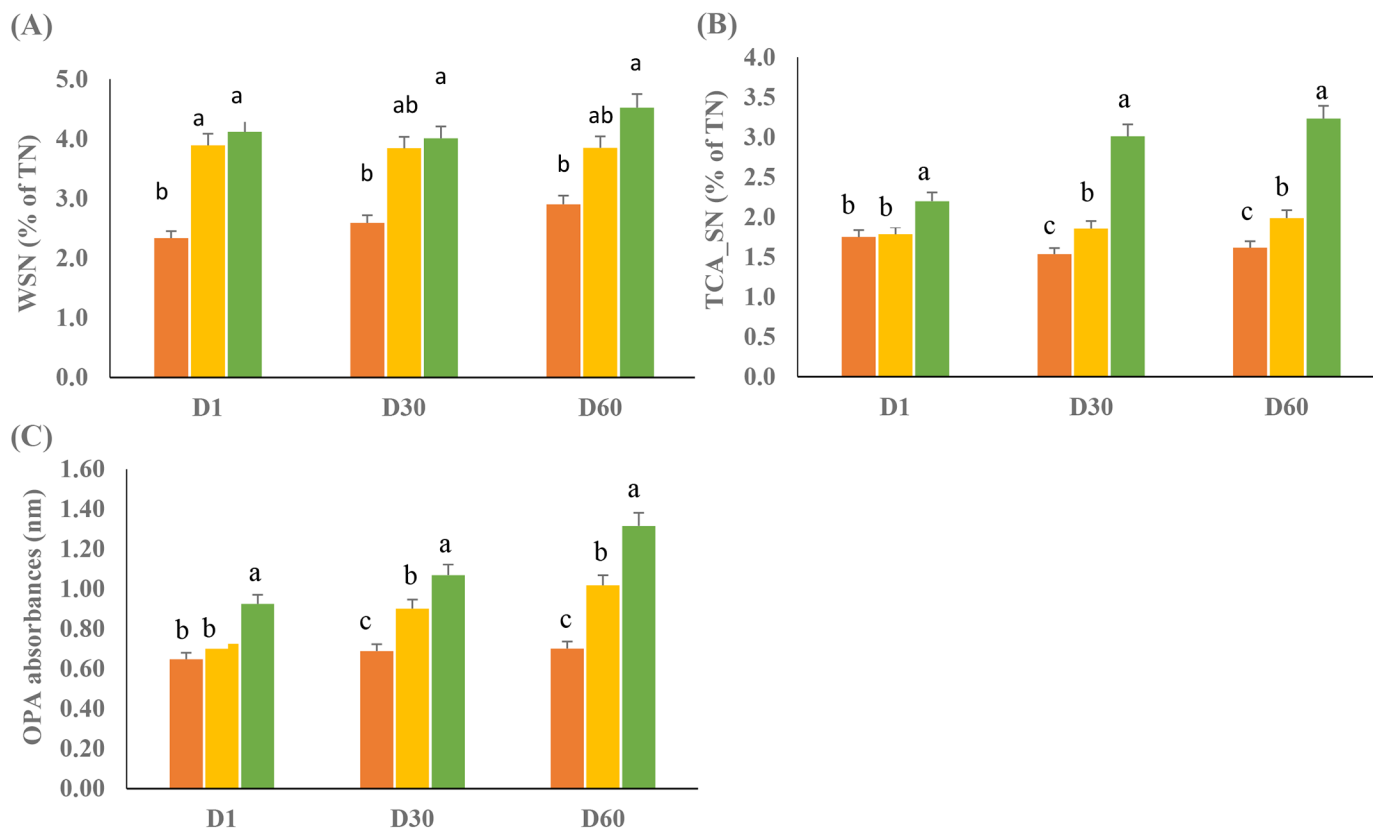 (A)
WSN (% of TN)
5.0
4.0
3.0
2.0
1.0
0.0
b
a
a
b
ab
a
b
ab
a
D1 D30 D60
(B)
TCA_SN (% of TN)
4.0
3.5
3.0
2.5
2.0
1.5
1.0
0.5
0.0
b
b
a
c
b
a
c
b
a
D1 D30 D60
(C)
OPA absorbances (nm)
1.60
1.40
1.20
1.00
0.80
0.60
0.40
0.20
0.00
b
b
a
c
b
a
c
b
a
D1 D30 D60